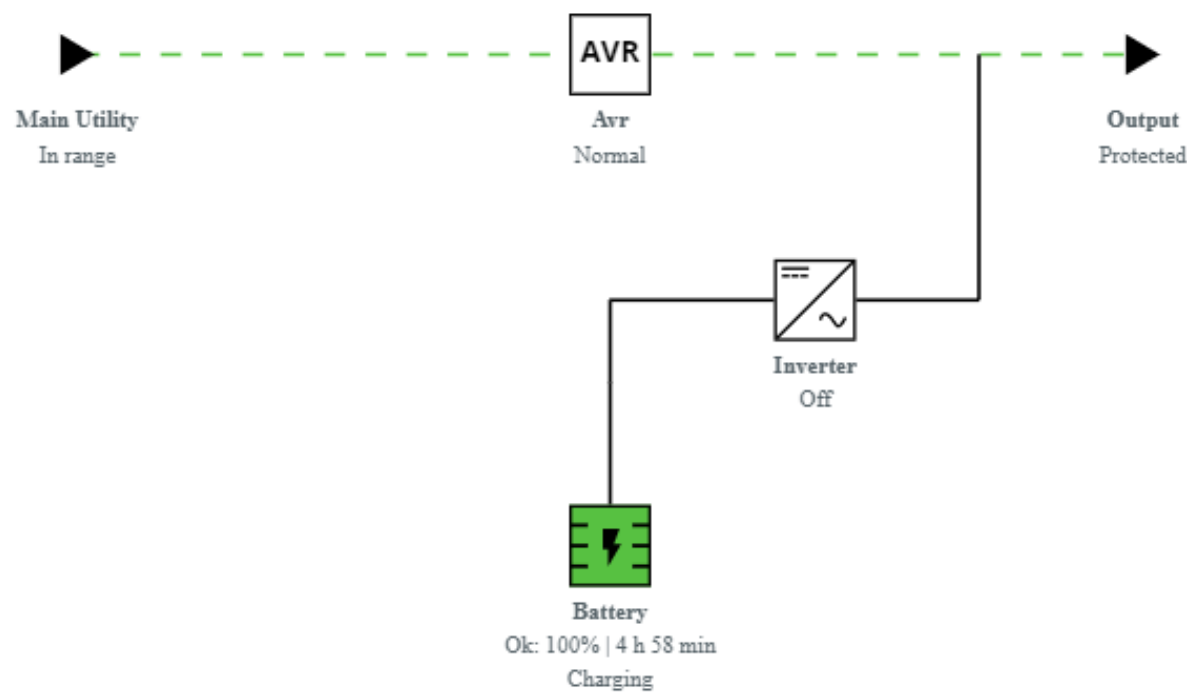 AVR
Main Utility
In range
Avr
Normal
Output
Protected
Inverter
Off
Battery
Ok: 100% | 4 h 58 min
Charging